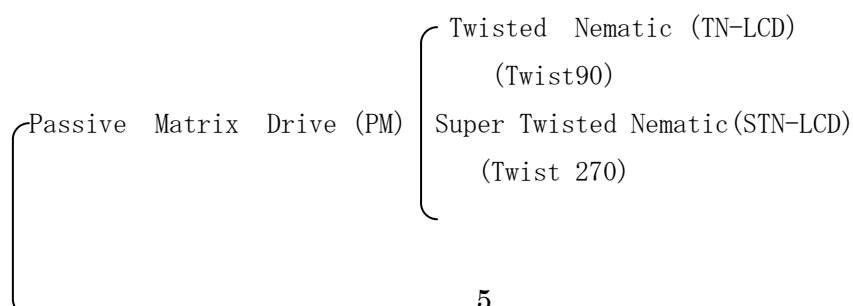 Twisted Nematic (TN-LCD)
(Twist90)
Passive Matrix Drive (PM)
Super Twisted Nematic(STN-LCD)
(Twist 270)
5